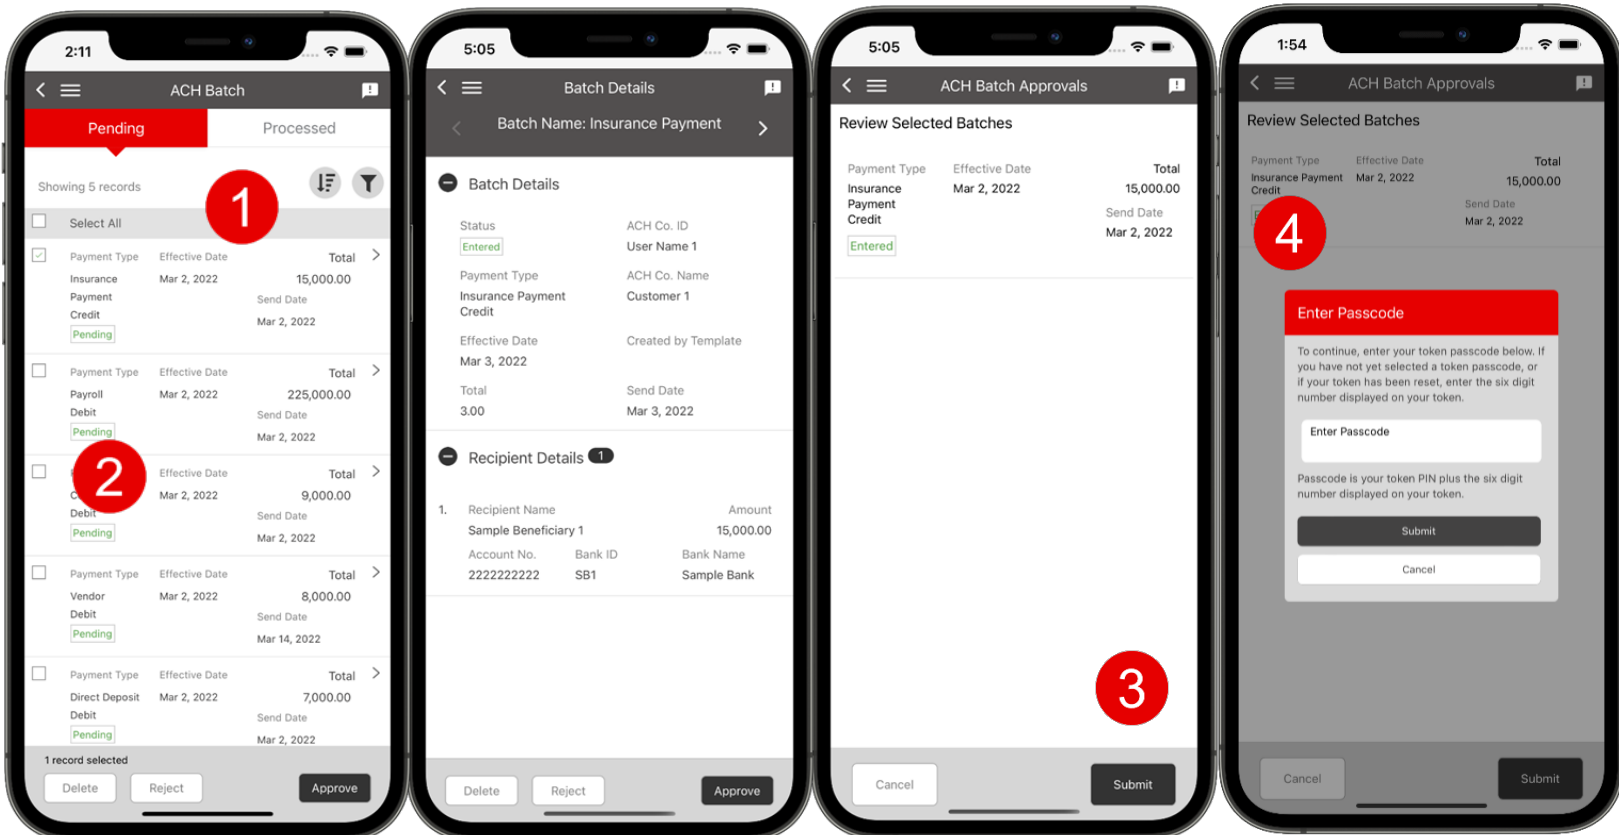 2:11
ACH Batch
Pending
Processed
1
Showing 5 records
Select All
Payment Type Effective Date Total
Insurance Payment Credit Mar 2, 2022 15,000.00
Send Date
Pending Mar 2, 2022
Payment Type Effective Date Total
Payroll Mar 2, 2022 225,000.00
Debit Send Date
Pending Mar 2, 2022
2
Effective Date Total
Mar 2, 2022 9,000.00
Debit Send Date
Pending Mar 2, 2022
Payment Type Effective Date Total
Vendor Mar 2, 2022 8,000.00
Debit Send Date
Pending Mar 14, 2022
Payment Type Effective Date Total
Direct Deposit Mar 2, 2022 7,000.00
Debit Send Date
Pending Mar 2, 2022
1 record selected
Delete Reject Approve
5:05
Batch Details
Batch Name: Insurance Payment
Batch Details
Status ACH Co. ID
Entered User Name 1
Payment Type ACH Co. Name
Insurance Payment Customer 1
Credit
Effective Date Created by Template
Mar 3, 2022
Total Send Date
3.00 Mar 3, 2022
Recipient Details 1
1. Recipient Name Amount
Sample Beneficiary 1 15,000.00
Account No. Bank ID Bank Name
2222222222 SB1 Sample Bank
Delete Reject Approve
5:05
ACH Batch Approvals
Review Selected Batches
Payment Type Effective Date Total
Insurance Mar 2, 2022 15,000.00
Payment
Credit Send Date
Mar 2, 2022
Entered
3
Cancel Submit
1:54
ACH Batch Approvals
Review Selected Batches
Payment Type Effective Date Total
Insurance Payment Mar 2, 2022 15,000.00
Credit
Send Date
Mar 2, 2022
4
Enter Passcode
To continue, enter your token passcode below. If
you have not yet selected a token passcode, or
if your token has been reset, enter the six digit
number displayed on your token.
Enter Passcode
Passcode is your token PIN plus the six digit
number displayed on your token.
Submit
Cancel
Cancel Submit